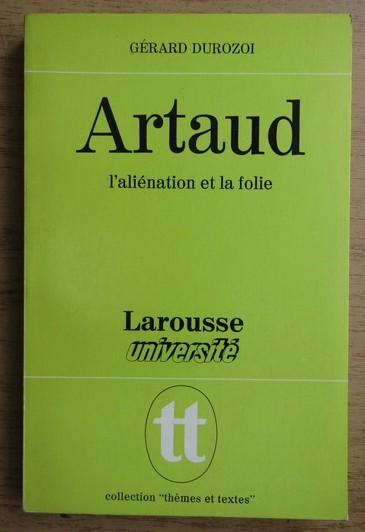 GÉRARD DUROZOI
Artaud
l'aliénation et la folie
Larousse
université
tt
collection "thèmes et textes"